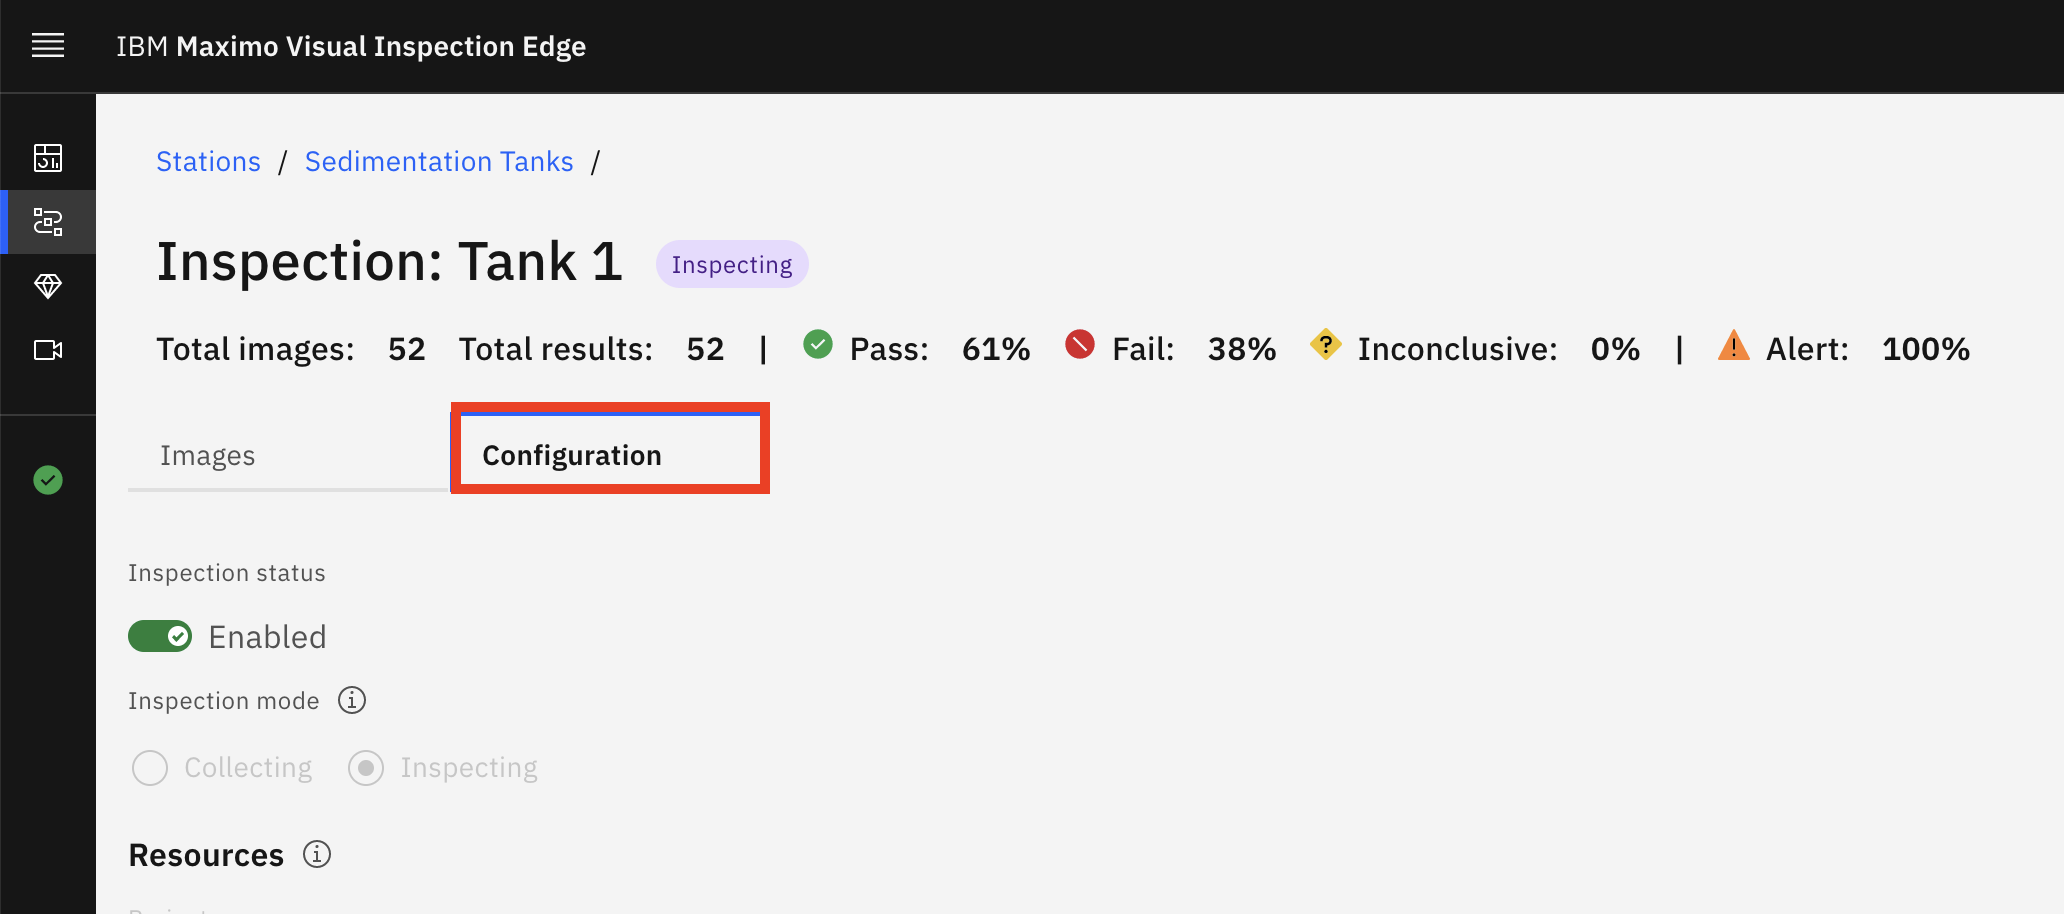 IBM Maximo Visual Inspection Edge
Stations / Sedimentation Tanks /
Inspection: Tank 1 Inspecting
Total images: 52 Total results: 52 | Pass: 61% Fail: 38% Inconclusive: 0% | Alert: 100%
Images Configuration
Inspection status
Enabled
Inspection mode
Collecting Inspecting
Resources